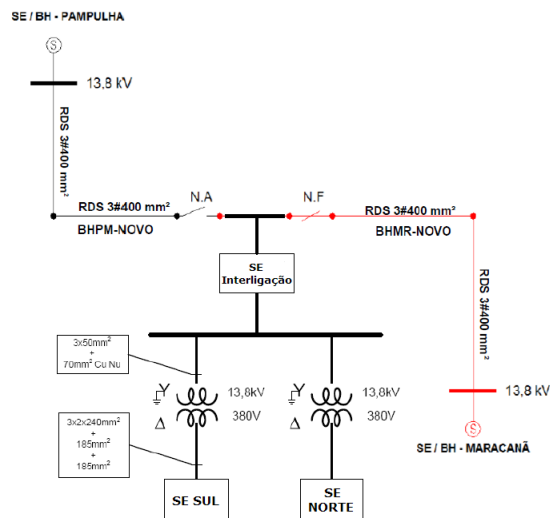 SE / BH - PAMPULHA
S
13,8 kV
RDS 3#400 mm²
RDS 3#400 mm²
BHPM-NOVO
N.A
N.F
RDS 3#400 mm²
BHMR-NOVO
RDS 3#400 mm²
SE
Interligação
3x50mm²
+
70mm² Cu Nu
Y
13,8kV
380V
Δ
Y
13,8kV
380V
Δ
13,8 kV
S
SE / BH - MARACANÃ
3x2x240mm²
+
185mm²
+
185mm²
SE SUL
SE
NORTE